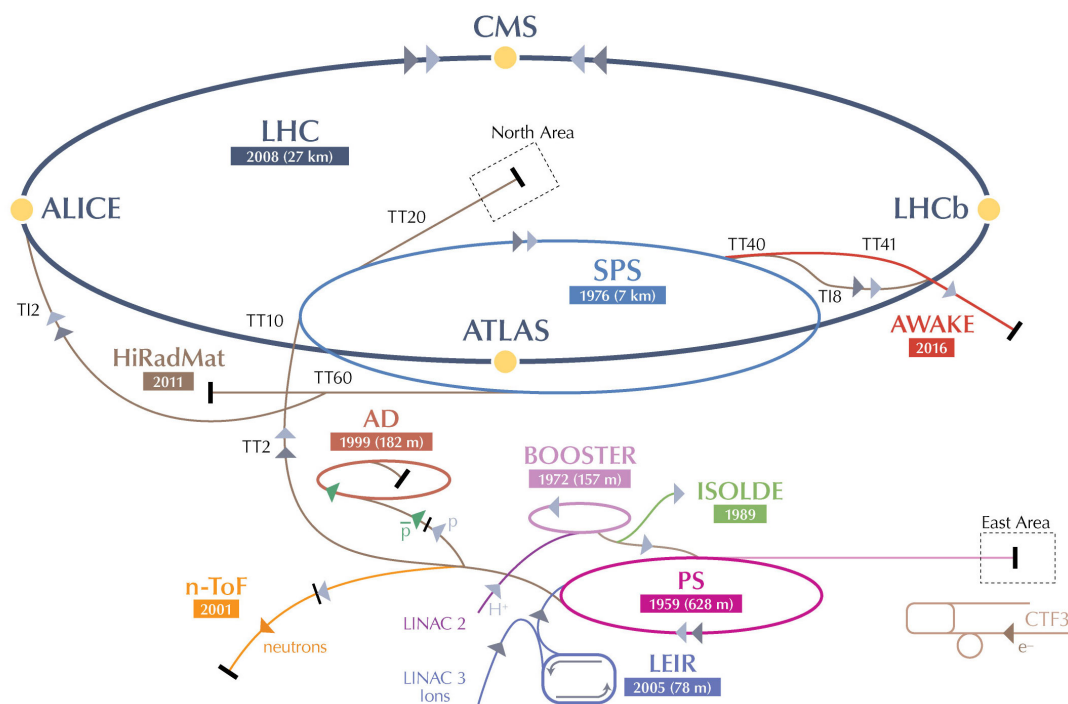 CMS
LHC
2008 (27 km)
North Area
ALICE
TT20
LHCb
TT40
TT41
SPS
1976 (7 km)
TI2
TI8
TT10
ATLAS
AWAKE
2016
HiRadMat
2011
TT60
AD
1999 (182 m)
TT2
BOOSTER
1972 (157 m)
ISOLDE
1989
p̅
p
East Area
n-ToF
2001
PS
1959 (628 m)
H⁺
LINAC 2
CTF3
neutrons
e⁻
LEIR
2005 (78 m)
LINAC 3
Ions